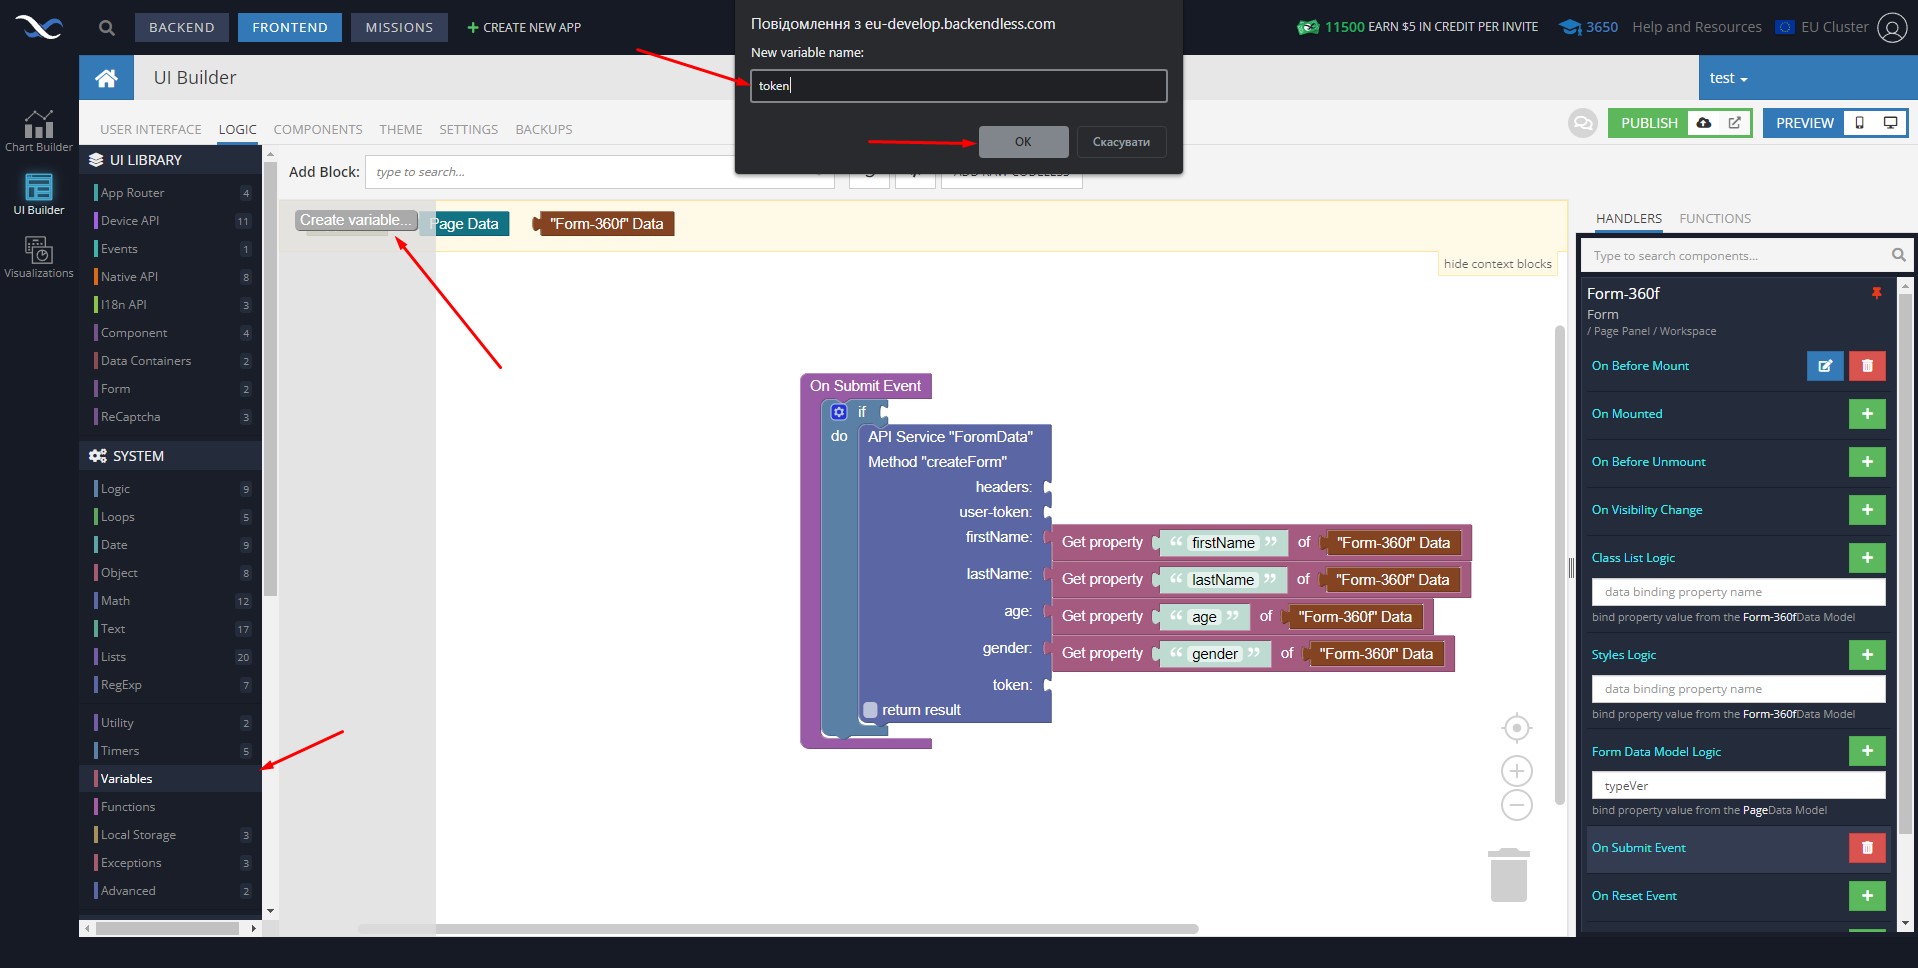 BACKEND
FRONTEND
MISSIONS
+ CREATE NEW APP
Повідомлення з eu-develop.backendless.com
New variable name:
token
OK
Скасувати
11500 EARN $5 IN CREDIT PER INVITE
3650
Help and Resources
EU Cluster
UI Builder
test
Chart Builder
UI Builder
Visualizations
USER INTERFACE
LOGIC
COMPONENTS
THEME
SETTINGS
BACKUPS
PUBLISH
PREVIEW
UI LIBRARY
App Router 4
Device API 11
Events 1
Native API 8
I18n API 3
Component 4
Data Containers 2
Form 2
ReCaptcha 3
SYSTEM
Logic 9
Loops 5
Date 9
Object 8
Math 12
Text 17
Lists 20
RegExp 7
Utility 2
Timers 5
Variables
Functions
Local Storage 3
Exceptions 3
Advanced 2
Add Block:
type to search...
ADD RAW CODELESS
Create variable...
Page Data
"Form-360f" Data
hide context blocks
On Submit Event
if
do
API Service "ForomData"
Method "createForm"
headers:
user-token:
firstName: Get property “ firstName ” of "Form-360f" Data
lastName: Get property “ lastName ” of "Form-360f" Data
age: Get property “ age ” of "Form-360f" Data
gender: Get property “ gender ” of "Form-360f" Data
token:
return result
HANDLERS
FUNCTIONS
Type to search components...
Form-360f
Form
/ Page Panel / Workspace
On Before Mount
On Mounted
On Before Unmount
On Visibility Change
Class List Logic
data binding property name
bind property value from the Form-360fData Model
Styles Logic
data binding property name
bind property value from the Form-360fData Model
Form Data Model Logic
typeVer
bind property value from the PageData Model
On Submit Event
On Reset Event